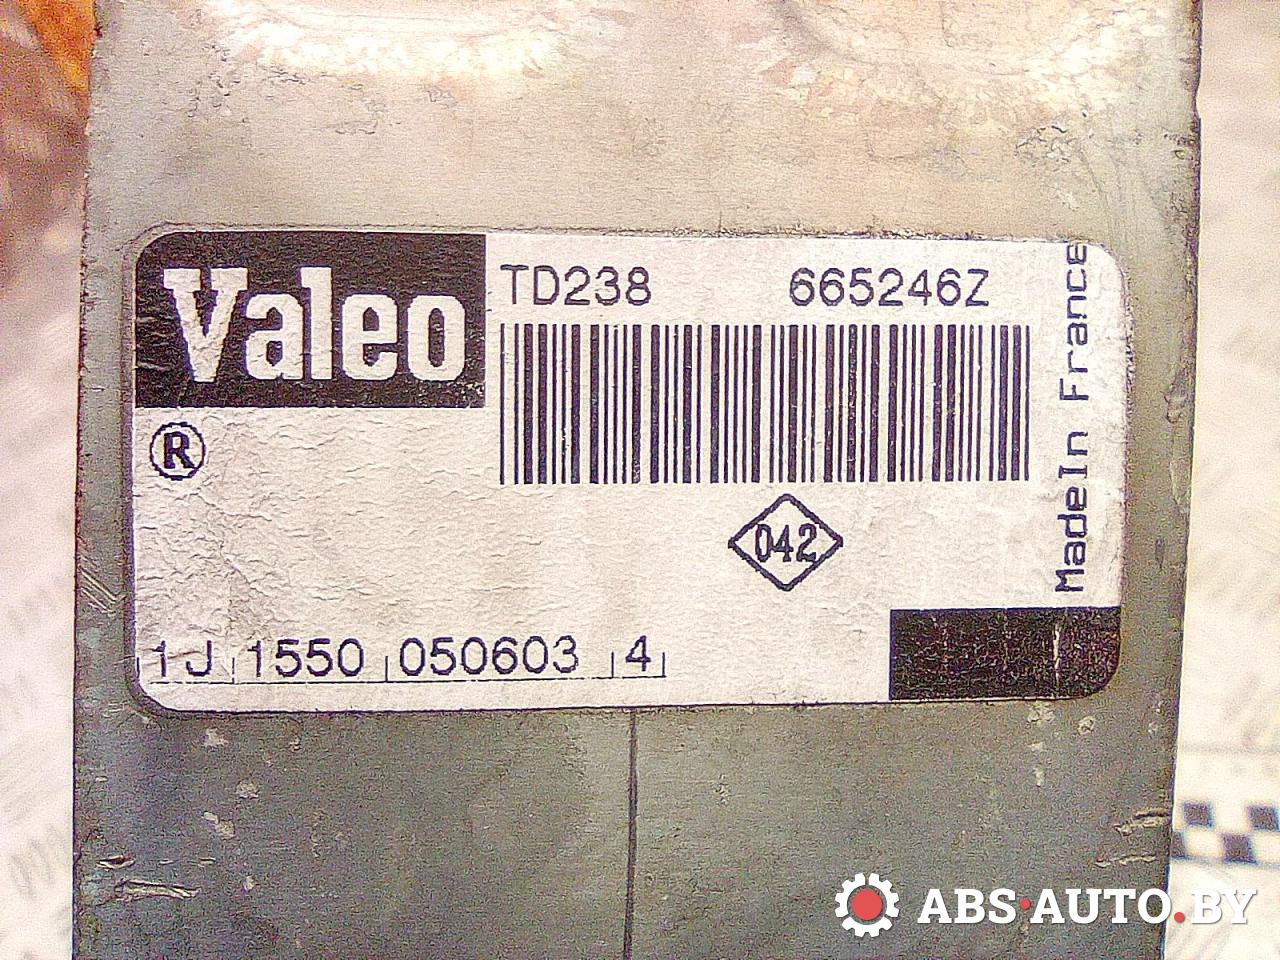 Valeo
TD238 665246Z
Made In France
®
042
1J 1550 050603 4
ABS·AUTO.BY